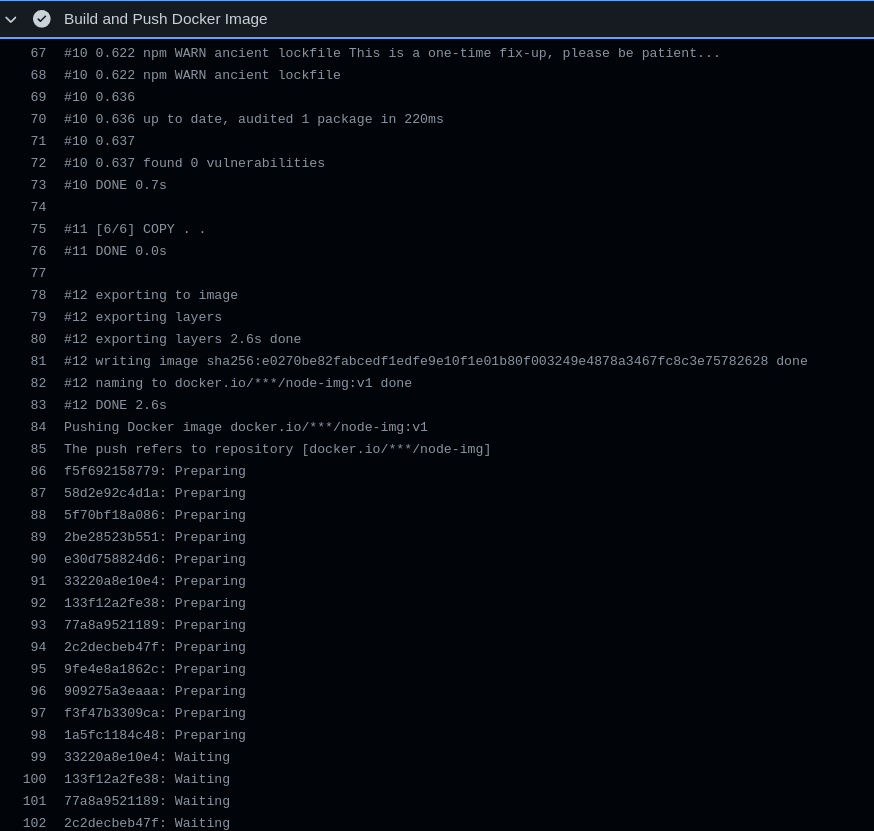 Build and Push Docker Image
67 #10 0.622 npm WARN ancient lockfile This is a one-time fix-up, please be patient...
68 #10 0.622 npm WARN ancient lockfile
69 #10 0.636
70 #10 0.636 up to date, audited 1 package in 220ms
71 #10 0.637
72 #10 0.637 found 0 vulnerabilities
73 #10 DONE 0.7s
74
75 #11 [6/6] COPY . .
76 #11 DONE 0.0s
77
78 #12 exporting to image
79 #12 exporting layers
80 #12 exporting layers 2.6s done
81 #12 writing image sha256:e0270be82fabcedf1edfe9e10f1e01b80f003249e4878a3467fc8c3e75782628 done
82 #12 naming to docker.io/***/node-img:v1 done
83 #12 DONE 2.6s
84 Pushing Docker image docker.io/***/node-img:v1
85 The push refers to repository [docker.io/***/node-img]
86 f5f692158779: Preparing
87 58d2e92c4d1a: Preparing
88 5f70bf18a086: Preparing
89 2be28523b551: Preparing
90 e30d758824d6: Preparing
91 33220a8e10e4: Preparing
92 133f12a2fe38: Preparing
93 77a8a9521189: Preparing
94 2c2decbeb47f: Preparing
95 9fe4e8a1862c: Preparing
96 909275a3eaaa: Preparing
97 f3f47b3309ca: Preparing
98 1a5fc1184c48: Preparing
99 33220a8e10e4: Waiting
100 133f12a2fe38: Waiting
101 77a8a9521189: Waiting
102 2c2decbeb47f: Waiting